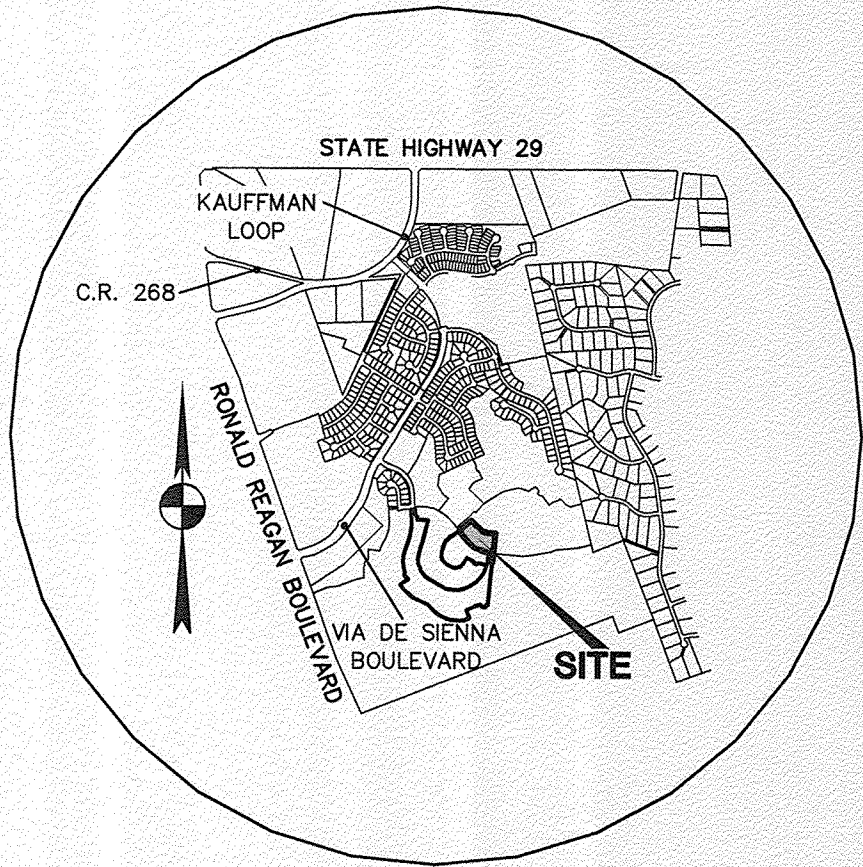 STATE HIGHWAY 29
KAUFFMAN
LOOP
C.R. 268
RONALD REAGAN BOULEVARD
VIA DE SIENNA
BOULEVARD
SITE